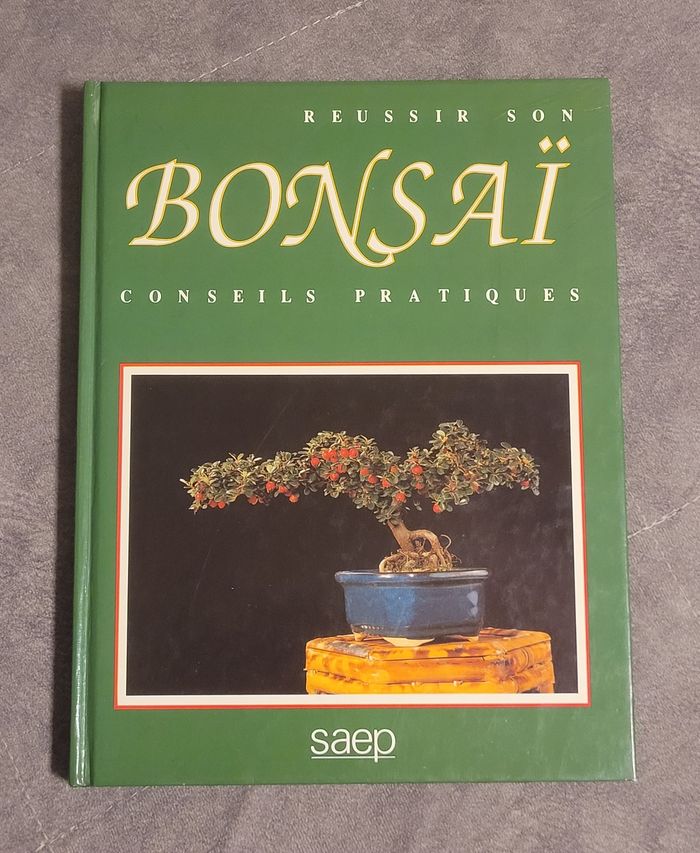 REUSSIR SON
BONSAÏ
CONSEILS PRATIQUES
saep